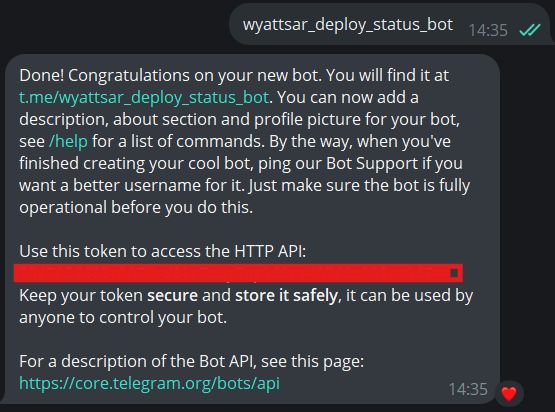 wyattsar_deploy_status_bot 14:35
Done! Congratulations on your new bot. You will find it at
t.me/wyattsar_deploy_status_bot. You can now add a
description, about section and profile picture for your bot,
see /help for a list of commands. By the way, when you've
finished creating your cool bot, ping our Bot Support if you
want a better username for it. Just make sure the bot is fully
operational before you do this.
Use this token to access the HTTP API:
Keep your token secure and store it safely, it can be used by
anyone to control your bot.
For a description of the Bot API, see this page:
https://core.telegram.org/bots/api 14:35